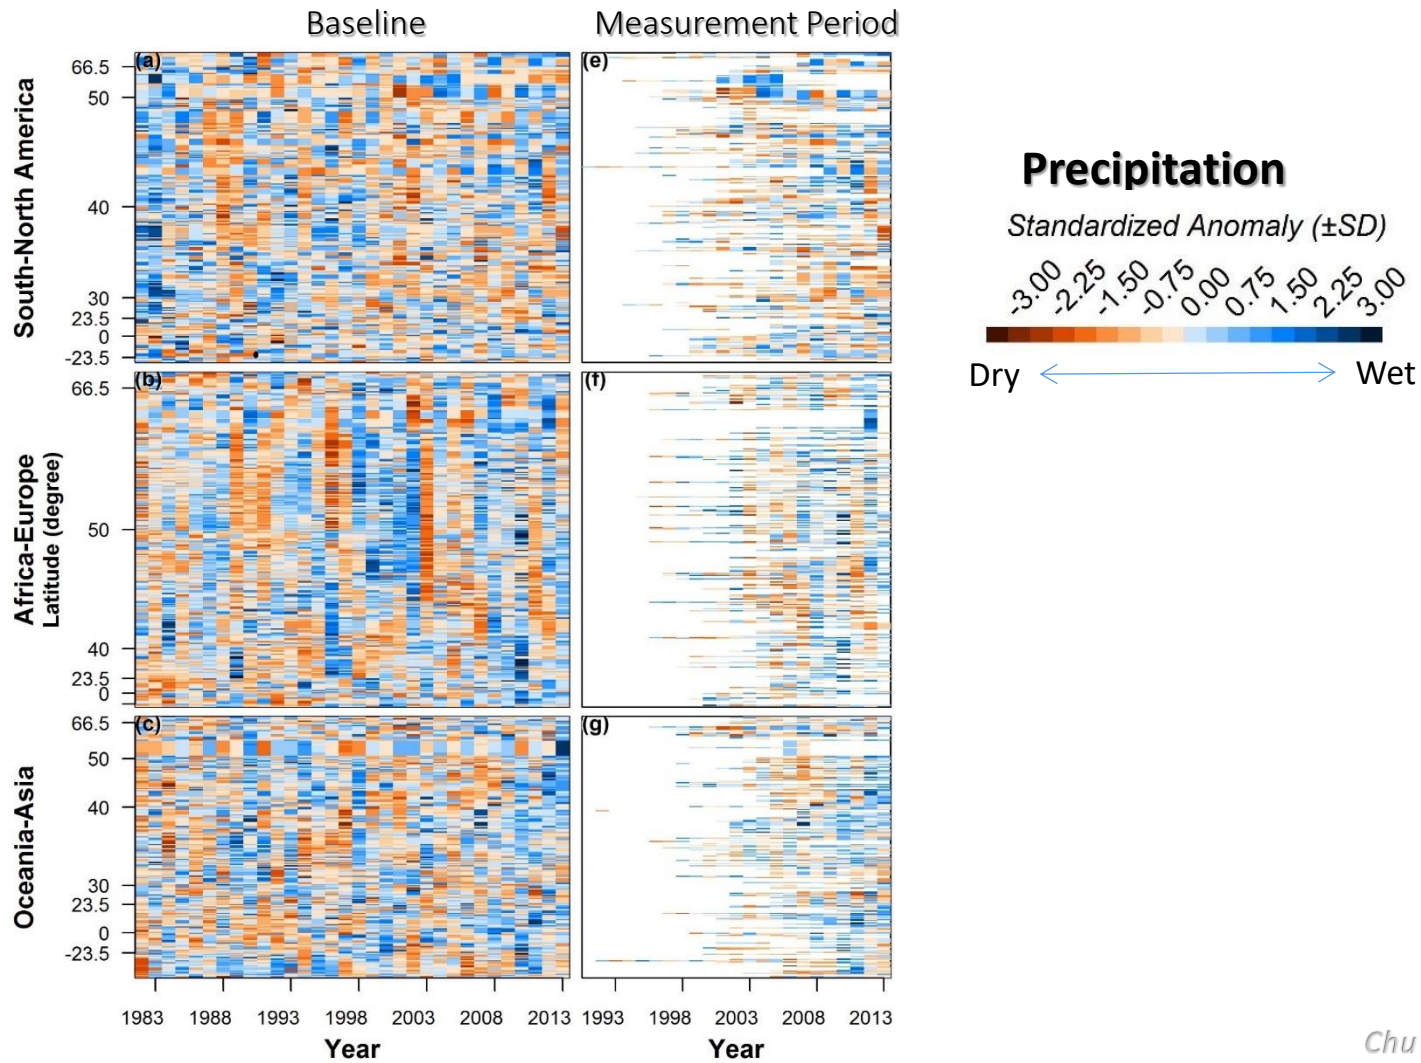 Baseline
Measurement Period
South-North America
66.5
50
40
30
23.5
0
-23.5
(a)
(e)
Africa-Europe
Latitude (degree)
66.5
50
40
23.5
0
(b)
(f)
Oceania-Asia
66.5
50
40
30
23.5
0
-23.5
(c)
(g)
1983 1988 1993 1998 2003 2008 2013
1993 1998 2003 2008 2013
Year
Year
Precipitation
Standardized Anomaly (±SD)
-3.00 -2.25 -1.50 -0.75 0.00 0.75 1.50 2.25 3.00
Dry
Wet
Chu